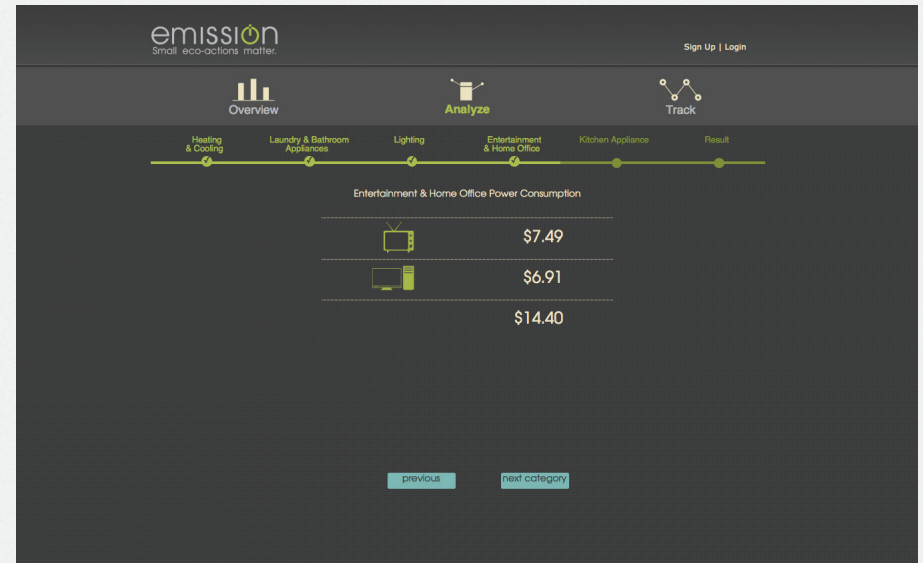 emission
Small eco-actions matter.
Sign Up | Login
Overview
Analyze
Track
Heating
& Cooling
Laundry & Bathroom
Appliances
Lighting
Entertainment
& Home Office
Kitchen Appliance
Result
Entertainment & Home Office Power Consumption
$7.49
$6.91
$14.40
previous
next category